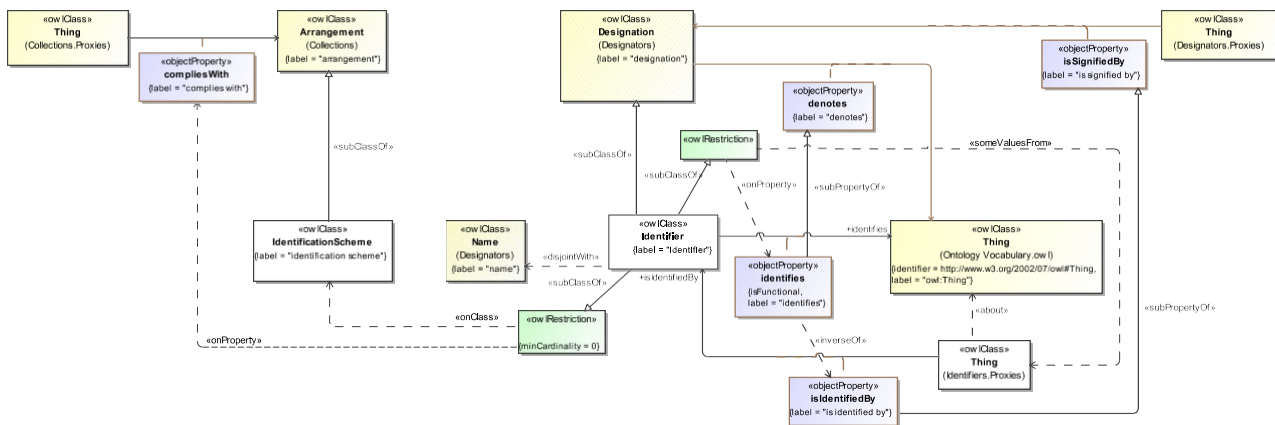 «owlClass»
Thing
(Collections.Proxies)
«owlClass»
Arrangement
(Collections)
{label = "arrangement"}
«objectProperty»
compliesWith
{label = "complies with"}
«owlClass»
Designation
(Designators)
{label = "designation"}
«owlClass»
Thing
(Designators.Proxies)
«objectProperty»
isSignifiedBy
{label = "is signified by"}
«objectProperty»
denotes
{label = "denotes"}
«owlRestriction»
«someValuesFrom»
«subClassOf»
«subClassOf»
«subClassOf»
«onProperty»
«subPropertyOf»
«owlClass»
IdentificationScheme
{label = "identification scheme"}
«owlClass»
Name
(Designators)
{label = "name"}
«owlClass»
Identifier
{label = "identifier"}
+identifies
«owlClass»
Thing
(Ontology Vocabulary.owl)
{identifier = http://www.w3.org/2002/07/owl#Thing,
label = "owl:Thing"}
«disjointWith»
+isIdentifiedBy
«objectProperty»
identifies
{isFunctional,
label = "identifies"}
«subClassOf»
«subPropertyOf»
«about»
«onClass»
«owlRestriction»
{minCardinality = 0}
«onProperty»
«inverseOf»
«owlClass»
Thing
(Identifiers.Proxies)
«objectProperty»
isIdentifiedBy
{label = "is identified by"}